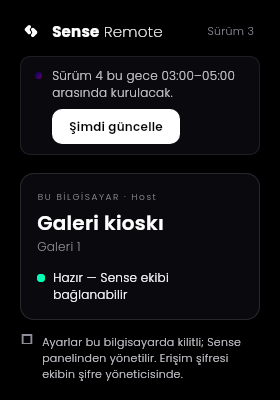 Sense Remote
Sürüm 3
Sürüm 4 bu gece 03:00–05:00
arasında kurulacak.
Şimdi güncelle
BU BİLGİSAYAR · Host
Galeri kioskı
Galeri 1
Hazır — Sense ekibi
bağlanabilir
Ayarlar bu bilgisayarda kilitli; Sense
panelinden yönetilir. Erişim şifresi
ekibin şifre yöneticisinde.